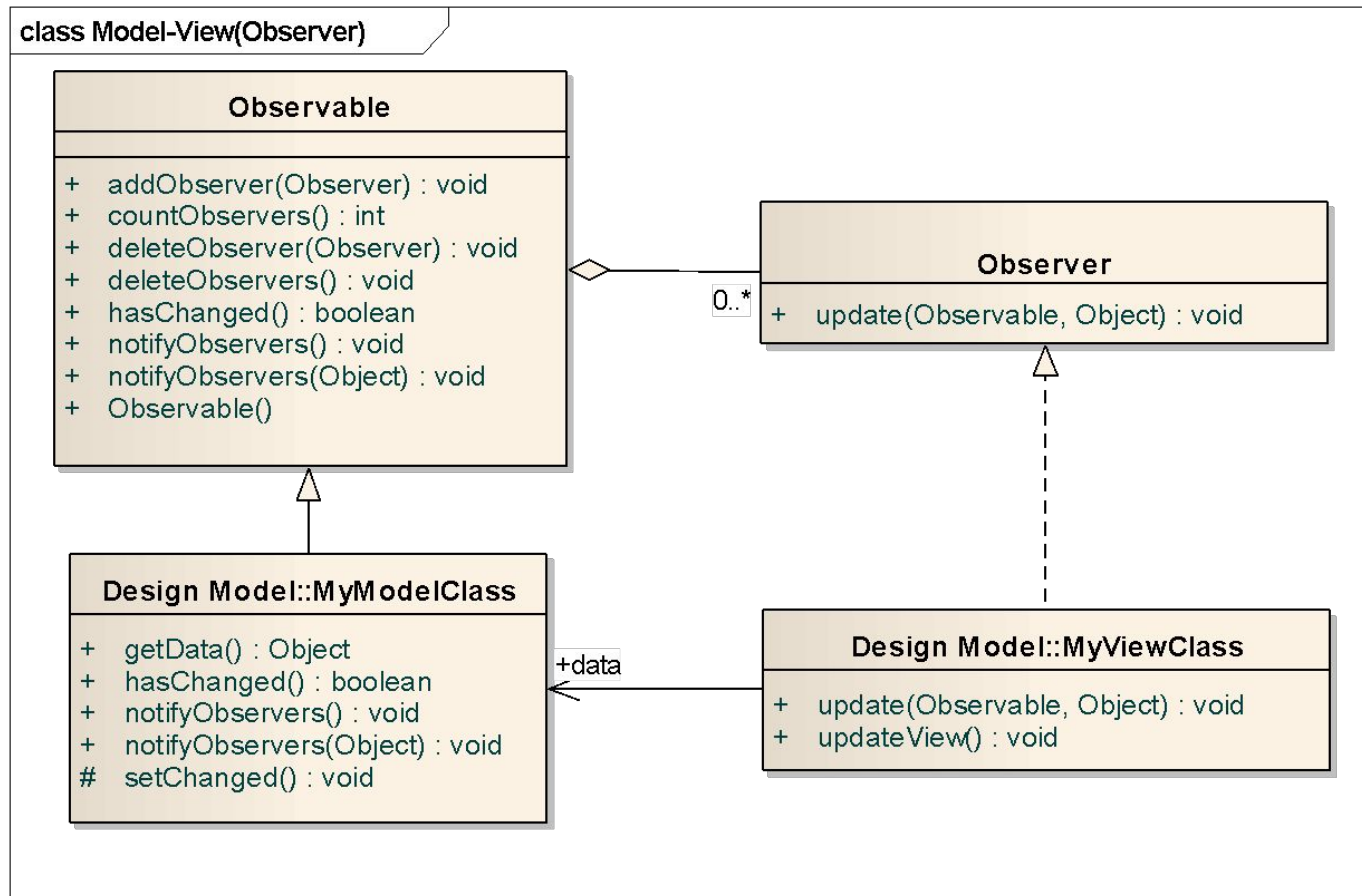 class Model-View(Observer)
Observable
+ addObserver(Observer) : void
+ countObservers() : int
+ deleteObserver(Observer) : void
+ deleteObservers() : void
+ hasChanged() : boolean
+ notifyObservers() : void
+ notifyObservers(Object) : void
+ Observable()
0..*
Observer
+ update(Observable, Object) : void
Design Model::MyModelClass
+ getData() : Object
+ hasChanged() : boolean
+ notifyObservers() : void
+ notifyObservers(Object) : void
# setChanged() : void
+data
Design Model::MyViewClass
+ update(Observable, Object) : void
+ updateView() : void